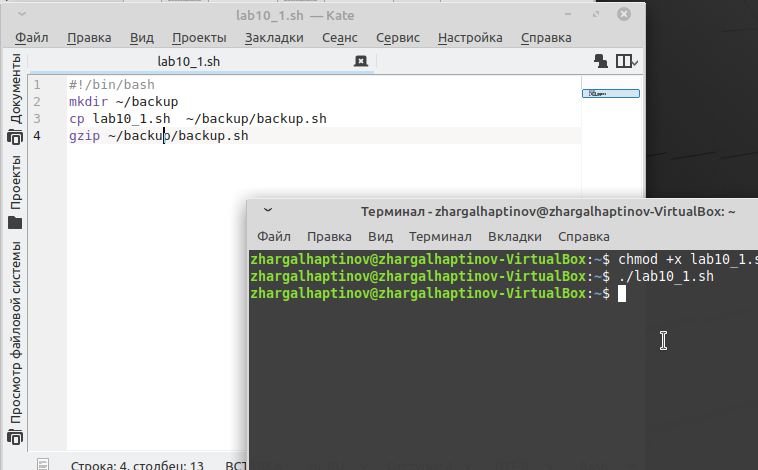 lab10_1.sh — Kate
Файл Правка Вид Проекты Закладки Сеанс Сервис Настройка Справка
lab10_1.sh
Документы
Проекты
Просмотр файловой системы
1 #!/bin/bash
2 mkdir ~/backup
3 cp lab10_1.sh  ~/backup/backup.sh
4 gzip ~/backup/backup.sh
Строка: 4, столбец: 13
Терминал - zhargalhaptinov@zhargalhaptinov-VirtualBox: ~
Файл Правка Вид Терминал Вкладки Справка
zhargalhaptinov@zhargalhaptinov-VirtualBox:~$ chmod +x lab10_1.s
zhargalhaptinov@zhargalhaptinov-VirtualBox:~$ ./lab10_1.sh
zhargalhaptinov@zhargalhaptinov-VirtualBox:~$